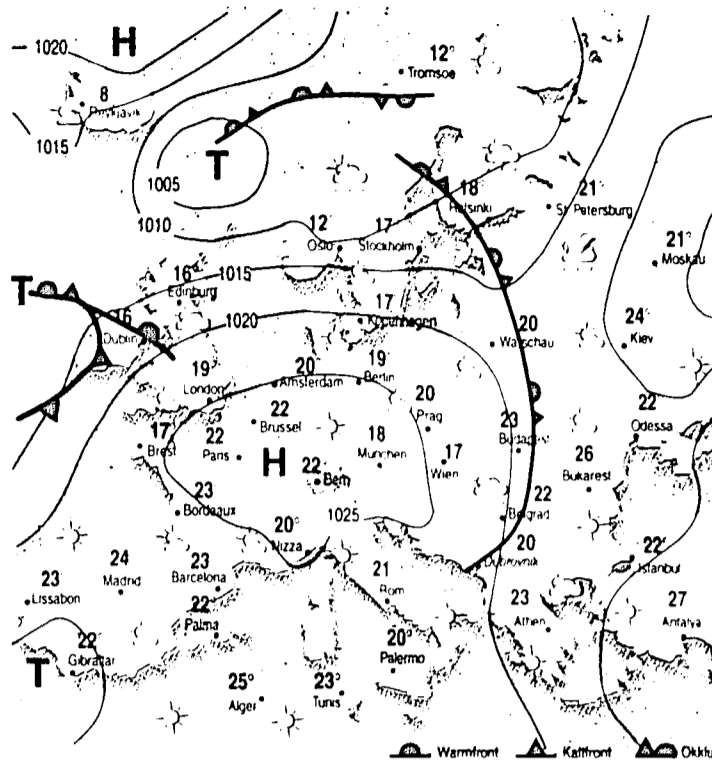 1020
H
12°
Tromsoe
8
Reykjavik
1015
T
1005
1010
18
Helsinki
21°
St Petersburg
12
Oslo
17
Stockholm
21°
Moskau
1015
T
16
Edinburg
16
Dublin
1020
17
Kopenhagen
20
Warschau
24°
Kiev
19
London
20
Amsterdam
19
Berlin
20
Prag
22
Brussel
17
Brest
22
Paris
H
18
Munchen
17
Wien
23
Budapest
22
Odessa
26
Bukarest
22
Bern
23
Bordeaux
1025
22
Belgrad
20°
Nizza
20
Dubrovnik
22°
Istanbul
23
Lissabon
24
Madrid
23
Barcelona
21
Rom
23
Athen
27
Antalya
22
Palma
22
Gibraltar
T
20°
Palermo
25°
Alger
23°
Tunis
Warmfront
Kaltfront